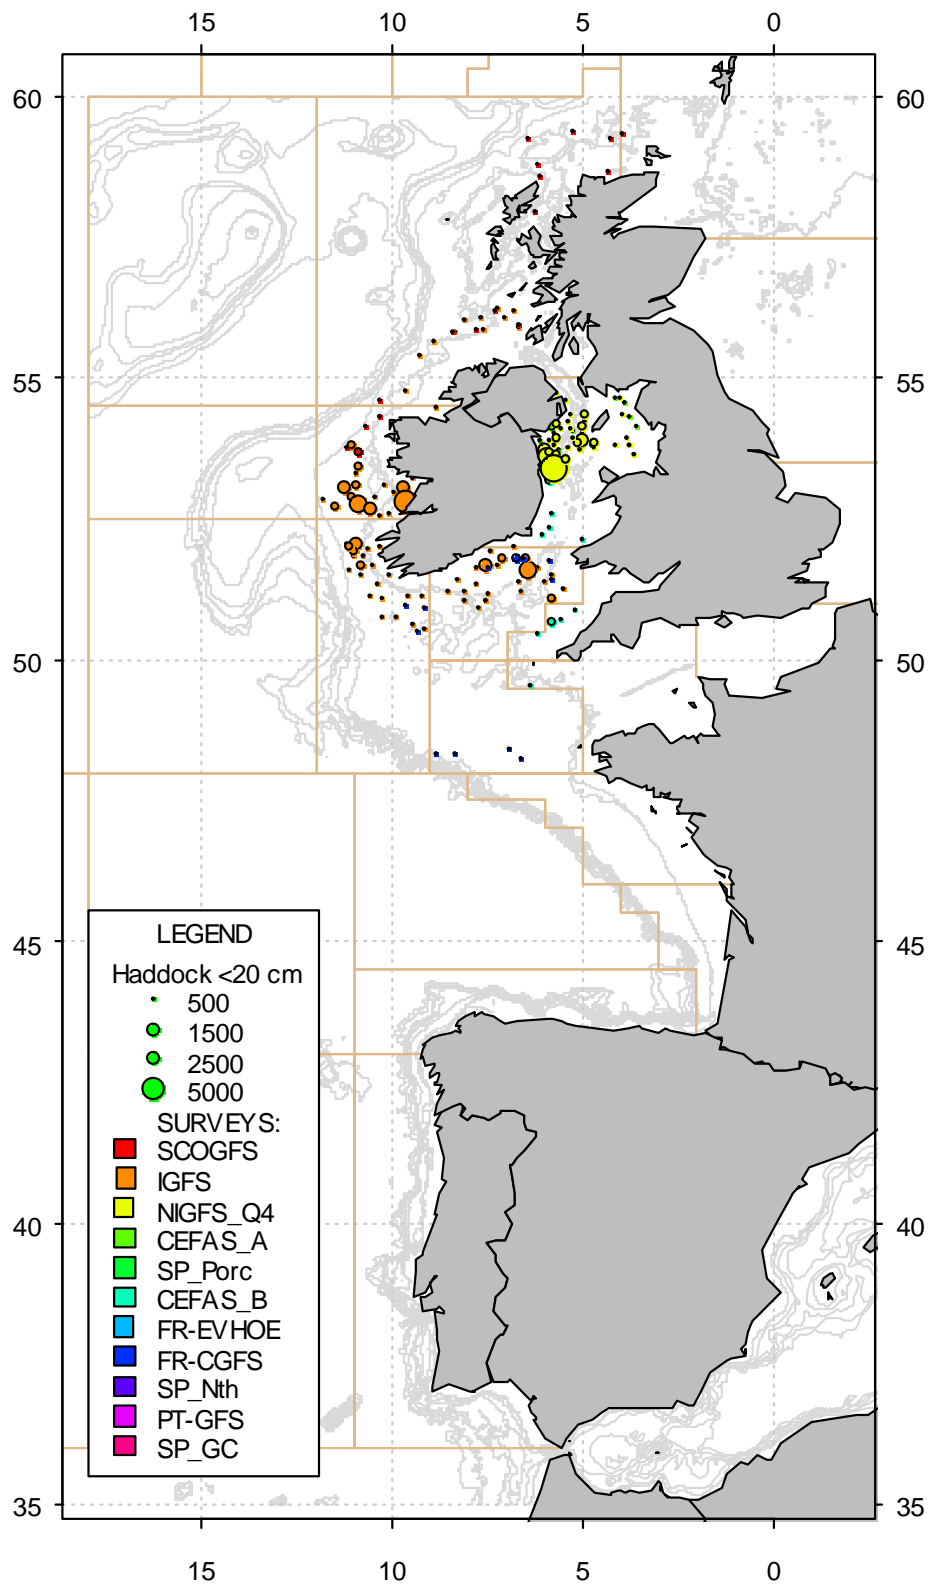 15 10 5 0
60 60
55 55
50 50
45 45
40 40
35 35
LEGEND
Haddock <20 cm
500
1500
2500
5000
SURVEYS:
SCOGFS
IGFS
NIGFS_Q4
CEFAS_A
SP_Porc
CEFAS_B
FR-EVHOE
FR-CGFS
SP_Nth
PT-GFS
SP_GC
15 10 5 0